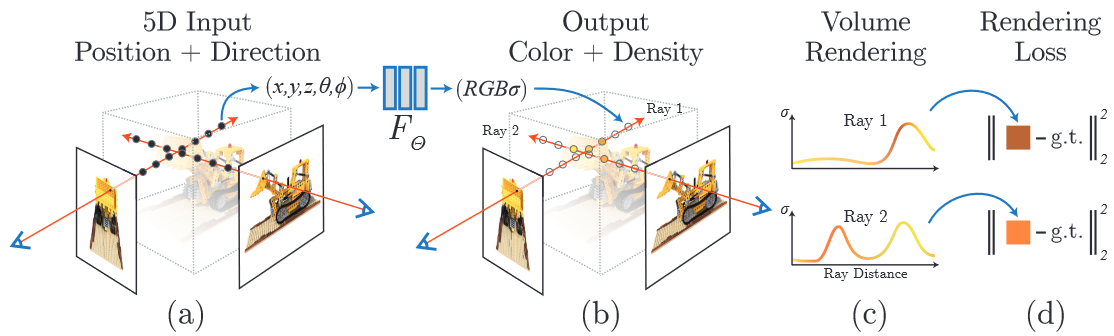 5D Input
Position + Direction
Output
Color + Density
Volume
Rendering
Rendering
Loss
(x,y,z,θ,ϕ)
F_Θ
(RGBσ)
Ray 1
Ray 2
σ
Ray 1
‖ - g.t. ‖²₂
σ
Ray 2
Ray Distance
‖ - g.t. ‖²₂
(a)
(b)
(c)
(d)